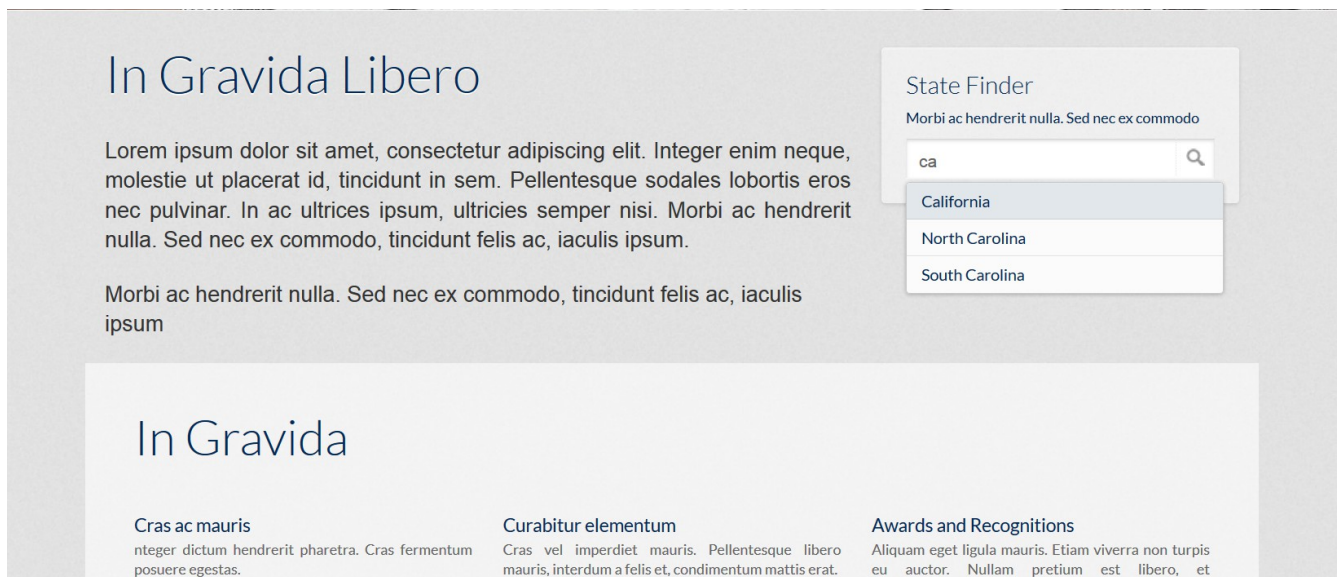 In Gravida Libero
Lorem ipsum dolor sit amet, consectetur adipiscing elit. Integer enim neque,
molestie ut placerat id, tincidunt in sem. Pellentesque sodales lobortis eros
nec pulvinar. In ac ultrices ipsum, ultricies semper nisi. Morbi ac hendrerit
nulla. Sed nec ex commodo, tincidunt felis ac, iaculis ipsum.
Morbi ac hendrerit nulla. Sed nec ex commodo, tincidunt felis ac, iaculis
ipsum
State Finder
Morbi ac hendrerit nulla. Sed nec ex commodo
ca
California
North Carolina
South Carolina
In Gravida
Cras ac mauris
nteger dictum hendrerit pharetra. Cras fermentum
posuere egestas.
Curabitur elementum
Cras vel imperdiet mauris. Pellentesque libero
mauris, interdum a felis et, condimentum mattis erat.
Awards and Recognitions
Aliquam eget ligula mauris. Etiam viverra non turpis
eu auctor. Nullam pretium est libero, et